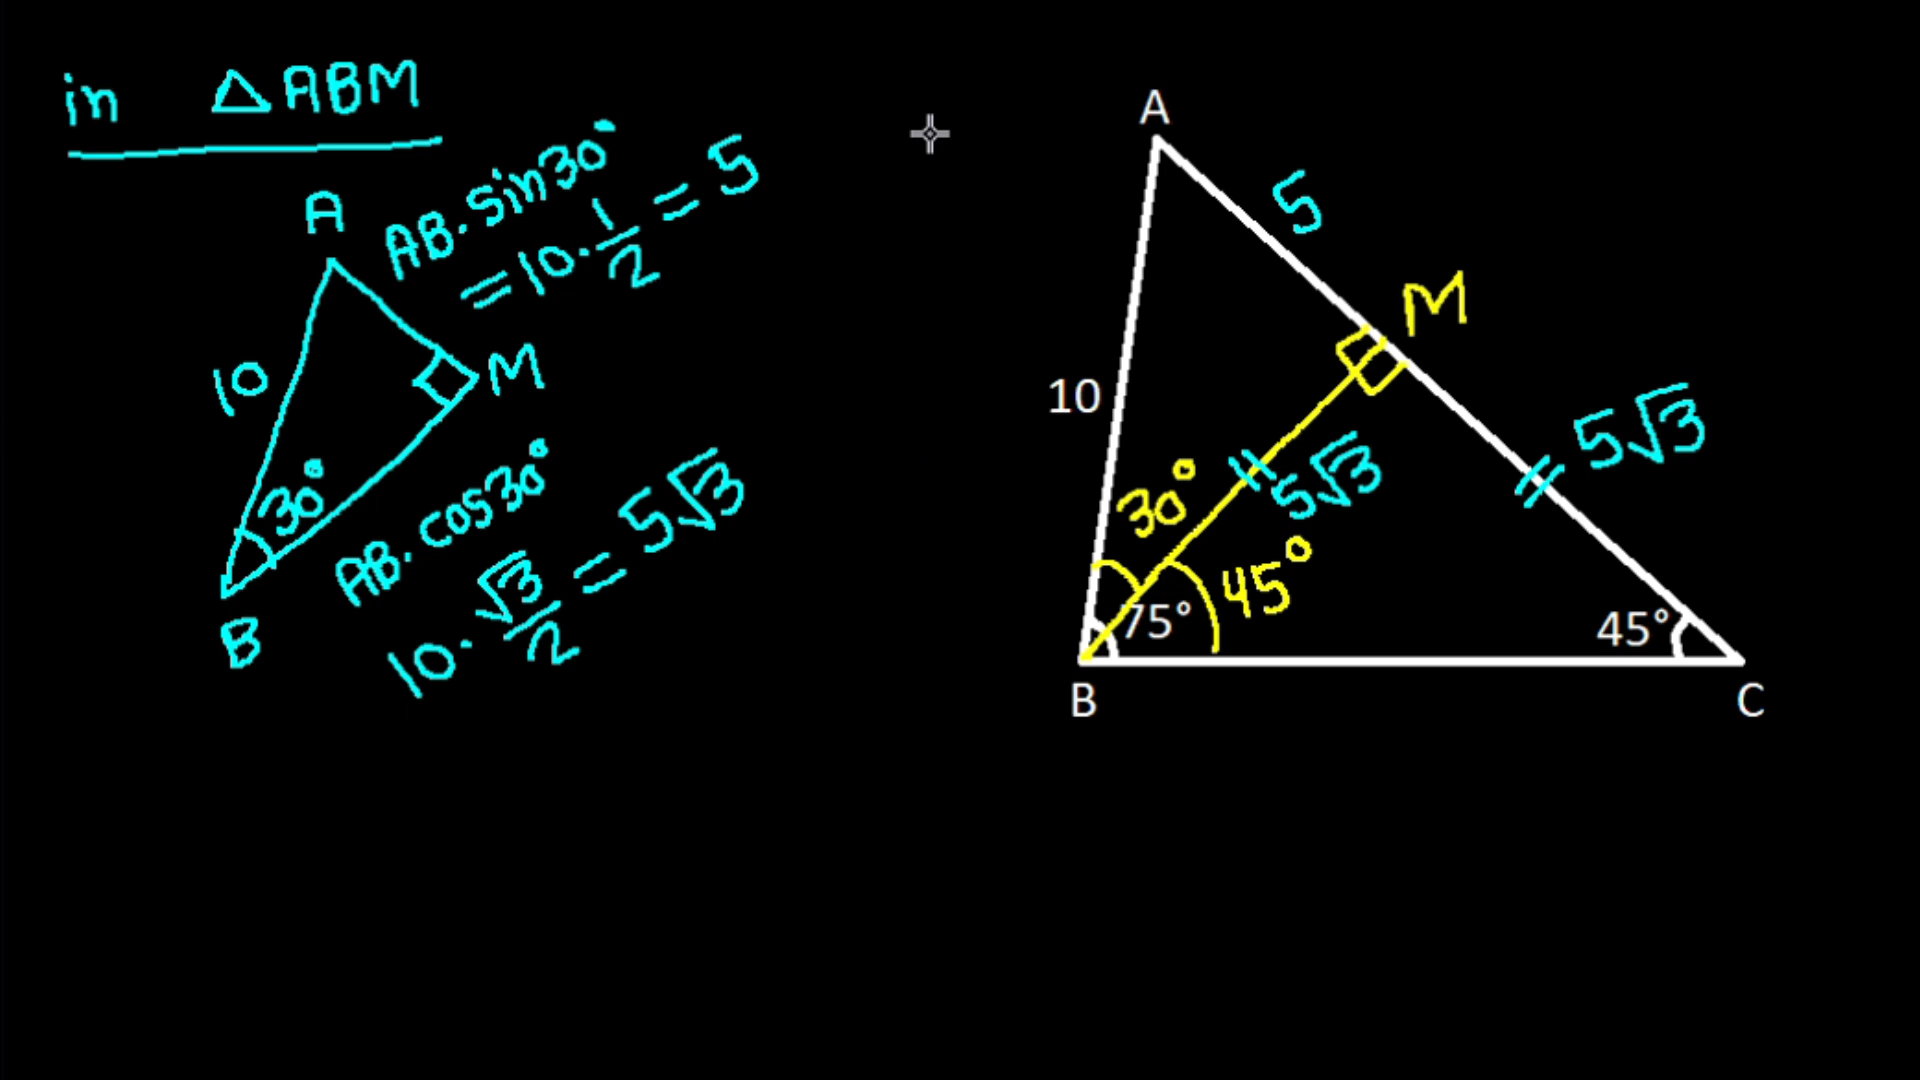 in △ABM
A
AB. sin30°
= 10. 1/2 = 5
10
M
30°
AB. cos30°
10. √3/2 = 5√3
B
A
5
M
10
5√3
30°
5√3
45°
75°
45°
B
C